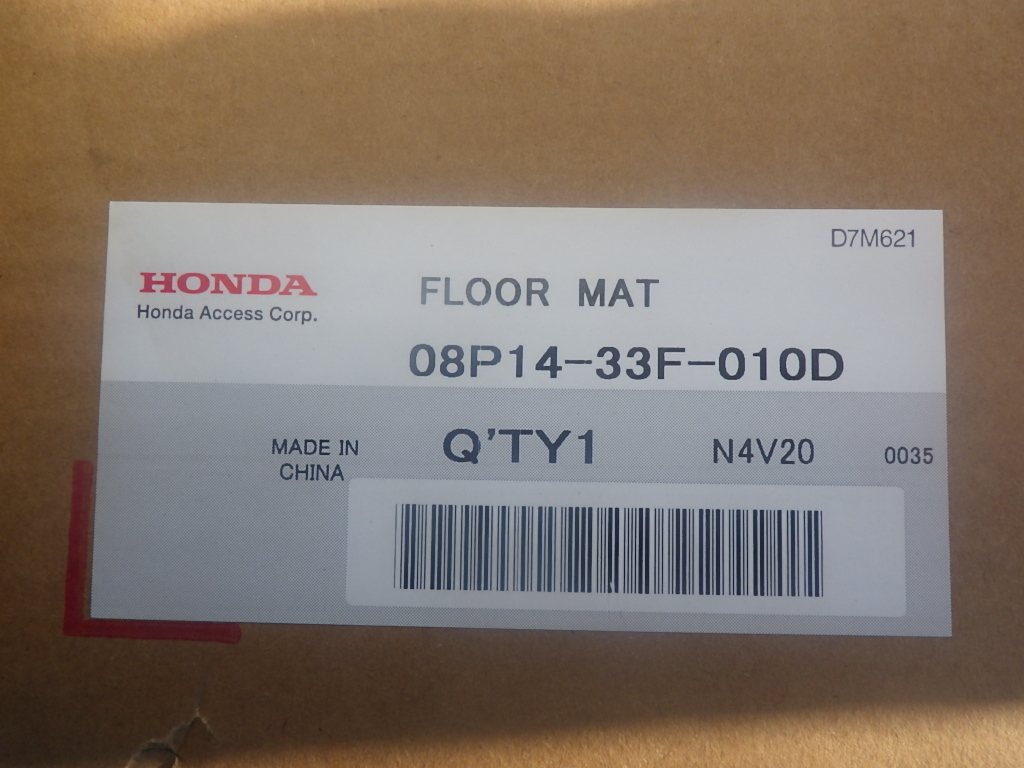 D7M621
HONDA
Honda Access Corp.
FLOOR MAT
08P14-33F-010D
MADE IN
CHINA
Q'TY1
N4V20
0035